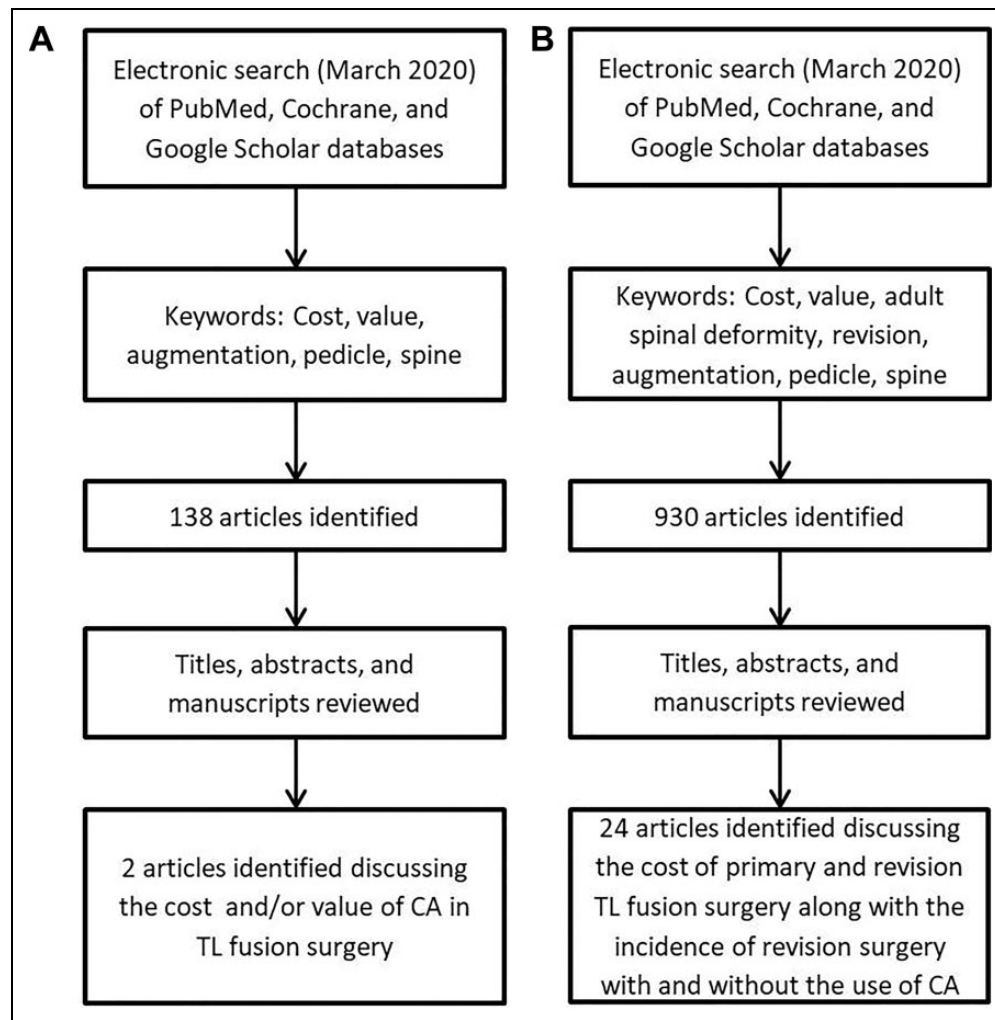 A
Electronic search (March 2020)
of PubMed, Cochrane, and
Google Scholar databases
Keywords: Cost, value,
augmentation, pedicle, spine
138 articles identified
Titles, abstracts, and
manuscripts reviewed
2 articles identified discussing
the cost and/or value of CA in
TL fusion surgery
B
Electronic search (March 2020)
of PubMed, Cochrane, and
Google Scholar databases
Keywords: Cost, value, adult
spinal deformity, revision,
augmentation, pedicle, spine
930 articles identified
Titles, abstracts, and
manuscripts reviewed
24 articles identified discussing
the cost of primary and revision
TL fusion surgery along with the
incidence of revision surgery
with and without the use of CA